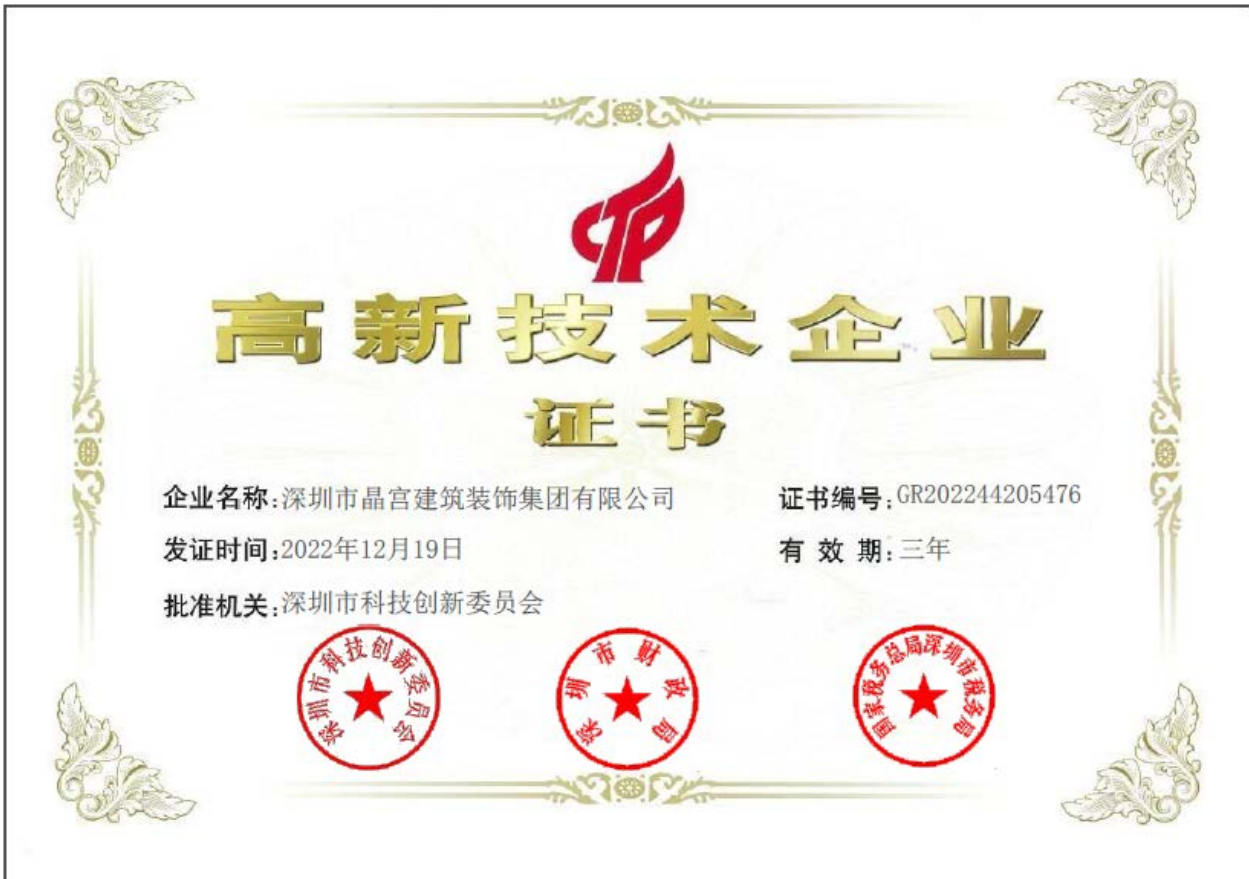 高新技术企业
证书
企业名称:深圳市晶宫建筑装饰集团有限公司 证书编号:GR202244205476
发证时间:2022年12月19日 有效期:三年
批准机关:深圳市科技创新委员会
深圳市科技创新委员会
深圳市财政局
国家税务总局深圳市税务局